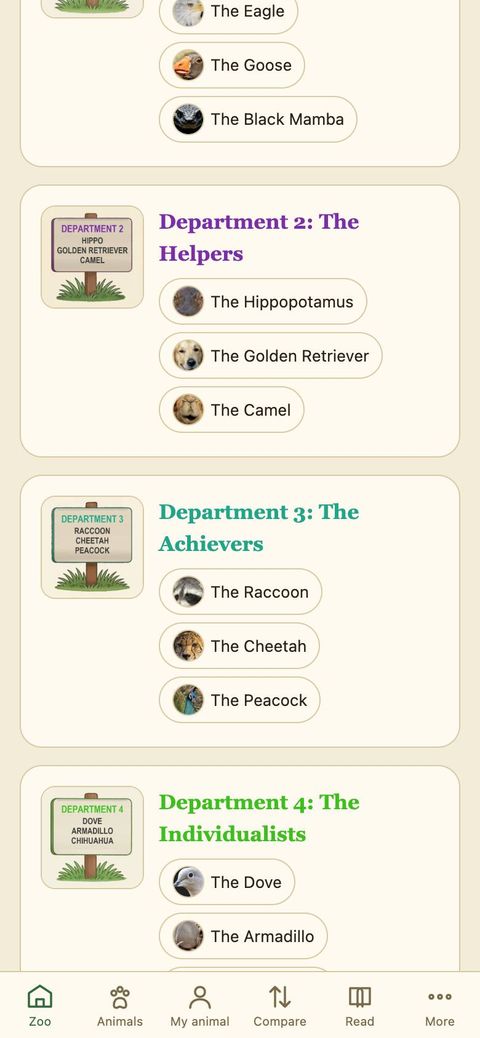 The Eagle
The Goose
The Black Mamba
DEPARTMENT 2
HIPPO
GOLDEN RETRIEVER
CAMEL
Department 2: The
Helpers
The Hippopotamus
The Golden Retriever
The Camel
DEPARTMENT 3
RACCOON
CHEETAH
PEACOCK
Department 3: The
Achievers
The Raccoon
The Cheetah
The Peacock
DEPARTMENT 4
DOVE
ARMADILLO
CHIHUAHUA
Department 4: The
Individualists
The Dove
The Armadillo
Zoo
Animals
My animal
Compare
Read
More